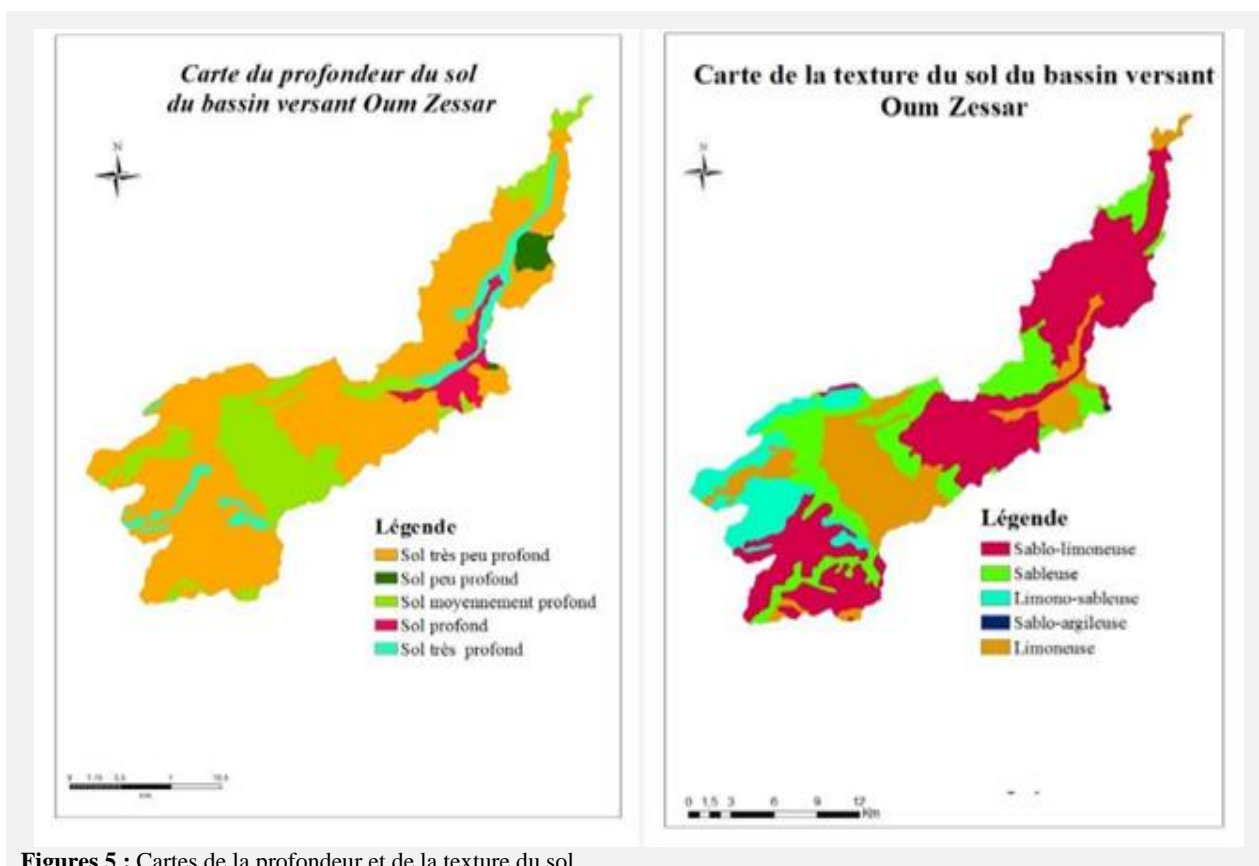 Carte du profondeur du sol
du bassin versant Oum Zessar
N
Légende
Sol très peu profond
Sol peu profond
Sol moyennement profond
Sol profond
Sol très profond
Carte de la texture du sol du bassin versant
Oum Zessar
N
Légende
Sablo-limoneuse
Sableuse
Limono-sableuse
Sablo-argileuse
Limoneuse
0 1,5 3 6 9 12
Km
Figures 5 : Cartes de la profondeur et de la texture du sol